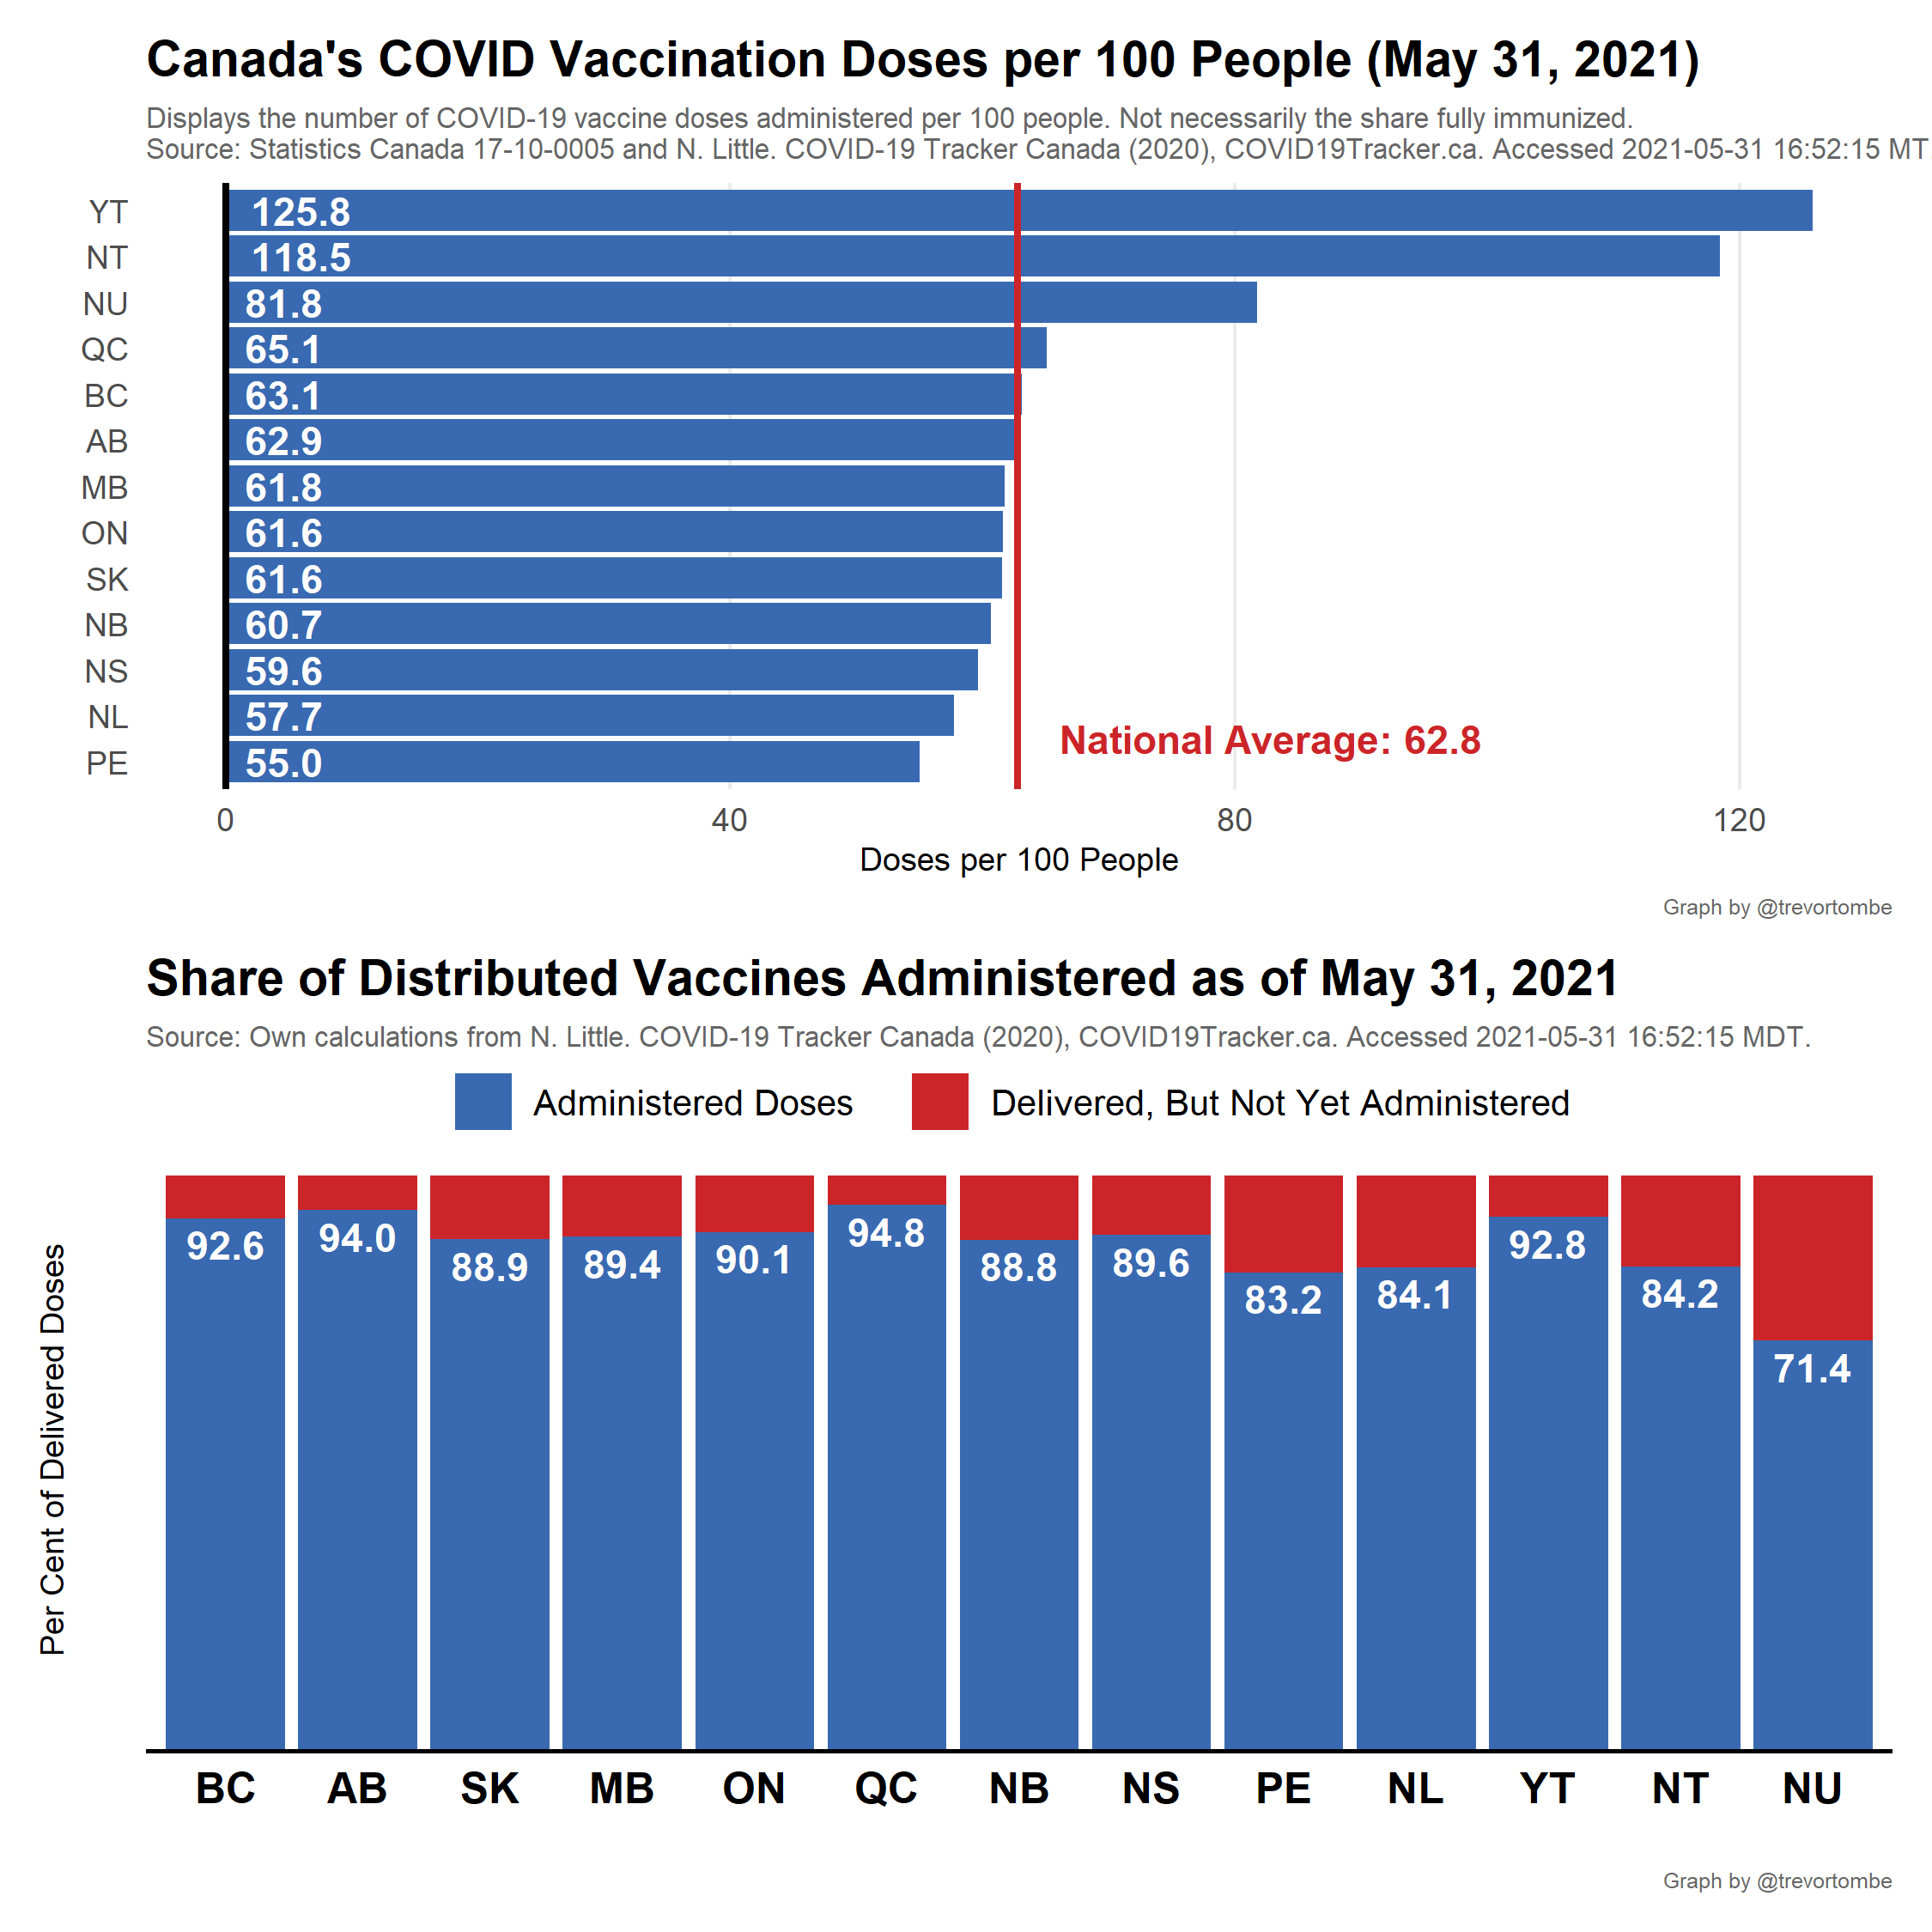 Canada's COVID Vaccination Doses per 100 People (May 31, 2021)
Displays the number of COVID-19 vaccine doses administered per 100 people. Not necessarily the share fully immunized.
Source: Statistics Canada 17-10-0005 and N. Little. COVID-19 Tracker Canada (2020), COVID19Tracker.ca. Accessed 2021-05-31 16:52:15 MT
YT 125.8
NT 118.5
NU 81.8
QC 65.1
BC 63.1
AB 62.9
MB 61.8
ON 61.6
SK 61.6
NB 60.7
NS 59.6
NL 57.7
National Average: 62.8
PE 55.0
0 40 80 120
Doses per 100 People
Graph by @trevortombe
Share of Distributed Vaccines Administered as of May 31, 2021
Source: Own calculations from N. Little. COVID-19 Tracker Canada (2020), COVID19Tracker.ca. Accessed 2021-05-31 16:52:15 MDT.
Administered Doses Delivered, But Not Yet Administered
Per Cent of Delivered Doses
92.6 94.0 88.9 89.4 90.1 94.8 88.8 89.6 83.2 84.1 92.8 84.2 71.4
BC AB SK MB ON QC NB NS PE NL YT NT NU
Graph by @trevortombe